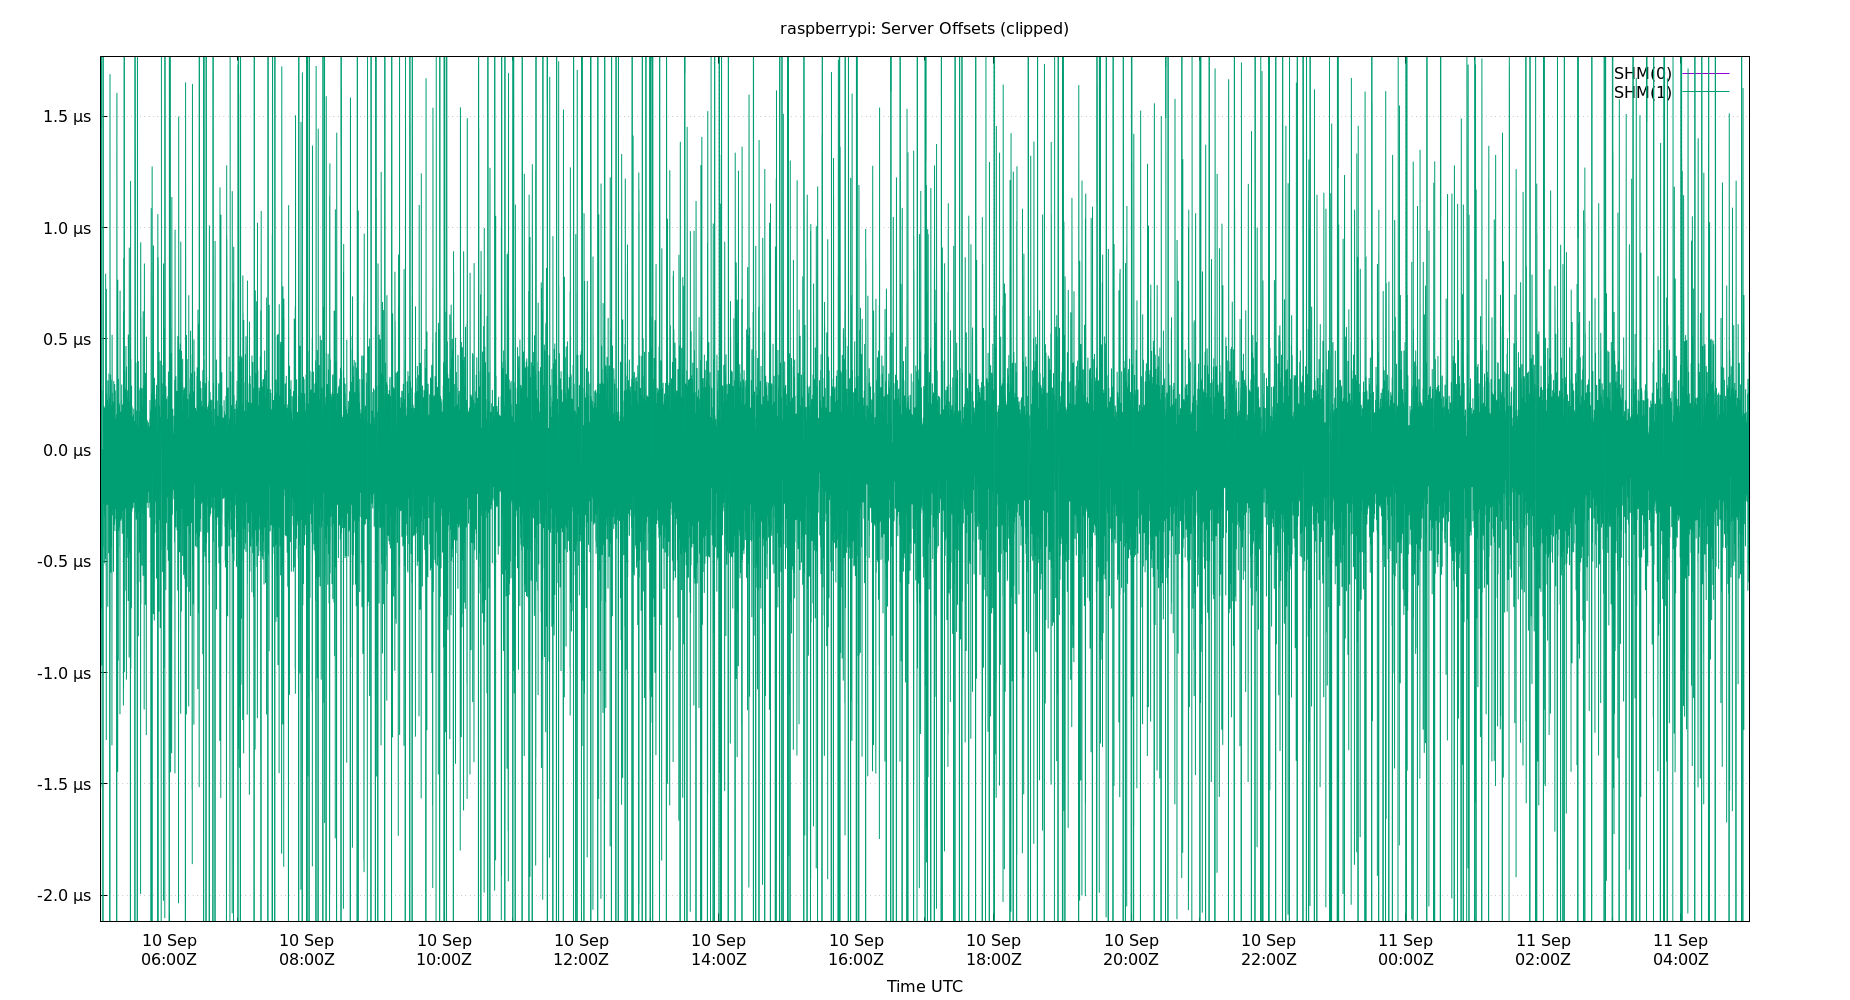 raspberrypi: Server Offsets (clipped)
SHM(0)
SHM(1)
1.5 µs
1.0 µs
0.5 µs
0.0 µs
-0.5 µs
-1.0 µs
-1.5 µs
-2.0 µs
10 Sep 10 Sep 10 Sep 10 Sep 10 Sep 10 Sep 10 Sep 10 Sep 10 Sep 11 Sep 11 Sep 11 Sep
06:00Z 08:00Z 10:00Z 12:00Z 14:00Z 16:00Z 18:00Z 20:00Z 22:00Z 00:00Z 02:00Z 04:00Z
Time UTC